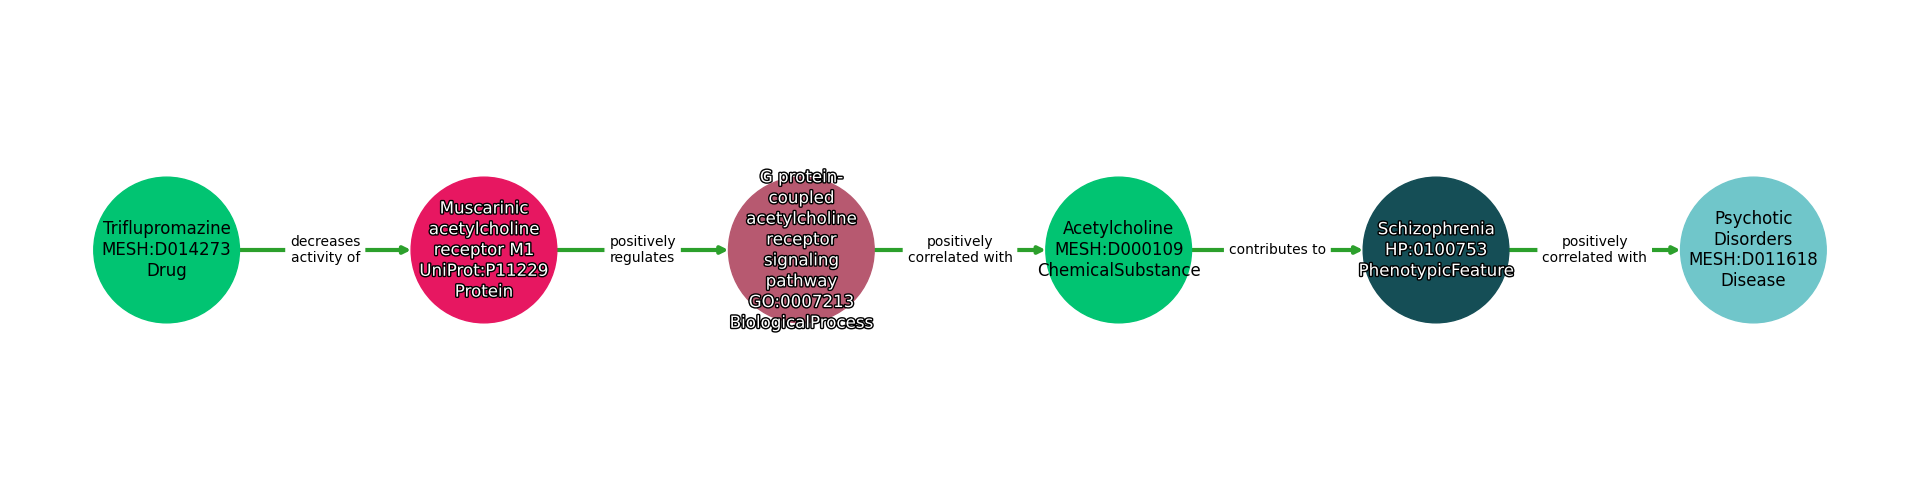 Triflupromazine
MESH:D014273
Drug
decreases
activity of
Muscarinic
acetylcholine
receptor M1
UniProt:P11229
Protein
positively
regulates
G protein-
coupled
acetylcholine
receptor
signaling
pathway
GO:0007213
BiologicalProcess
positively
correlated with
Acetylcholine
MESH:D000109
ChemicalSubstance
contributes to
Schizophrenia
HP:0100753
PhenotypicFeature
positively
correlated with
Psychotic
Disorders
MESH:D011618
Disease